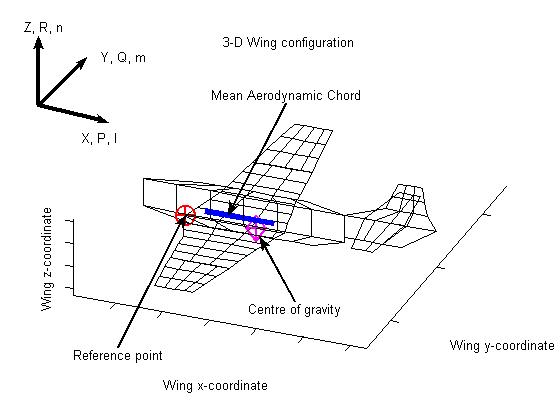 Z, R, n
3-D Wing configuration
Y, Q, m
Mean Aerodynamic Chord
X, P, l
Wing z-coordinate
Centre of gravity
Wing y-coordinate
Reference point
Wing x-coordinate